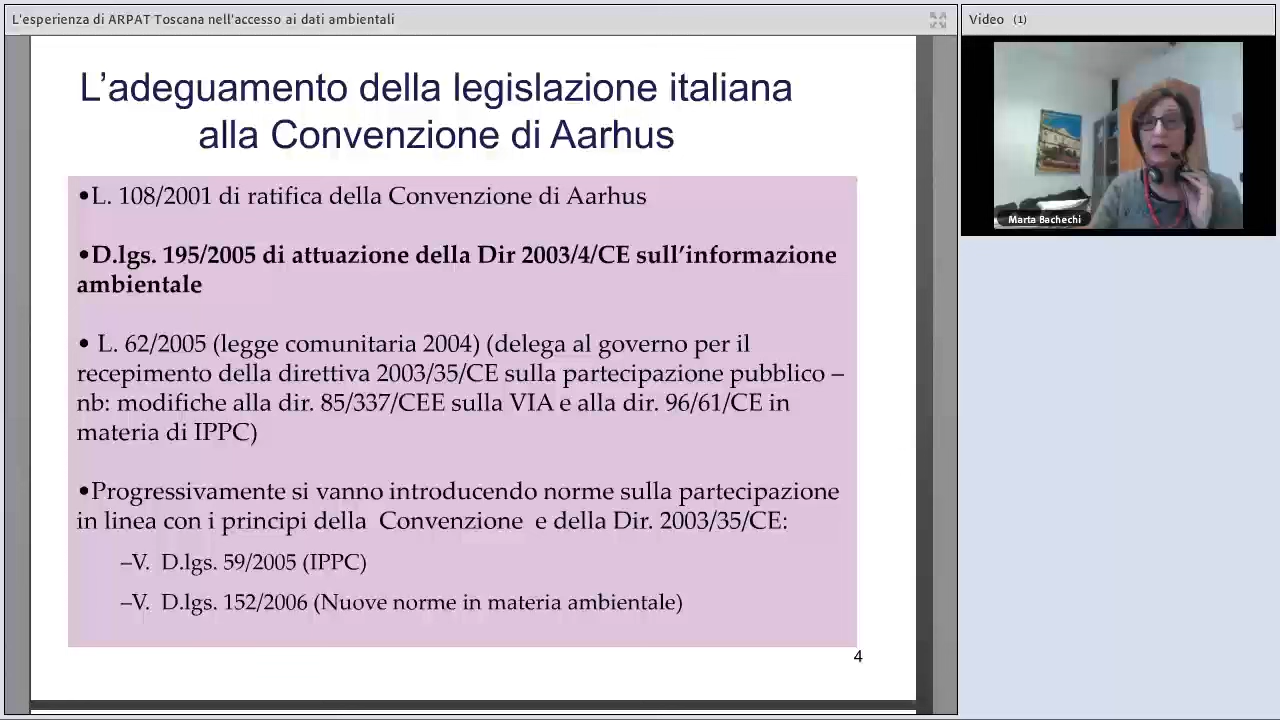 L'esperienza di ARPAT Toscana nell'accesso ai dati ambientali
Video (1)
L’adeguamento della legislazione italiana
alla Convenzione di Aarhus
•L. 108/2001 di ratifica della Convenzione di Aarhus
•D.lgs. 195/2005 di attuazione della Dir 2003/4/CE sull’informazione
ambientale
• L. 62/2005 (legge comunitaria 2004) (delega al governo per il
recepimento della direttiva 2003/35/CE sulla partecipazione pubblico –
nb: modifiche alla dir. 85/337/CEE sulla VIA e alla dir. 96/61/CE in
materia di IPPC)
•Progressivamente si vanno introducendo norme sulla partecipazione
in linea con i principi della Convenzione e della Dir. 2003/35/CE:
–V. D.lgs. 59/2005 (IPPC)
–V. D.lgs. 152/2006 (Nuove norme in materia ambientale)
4
Marta Bachechi